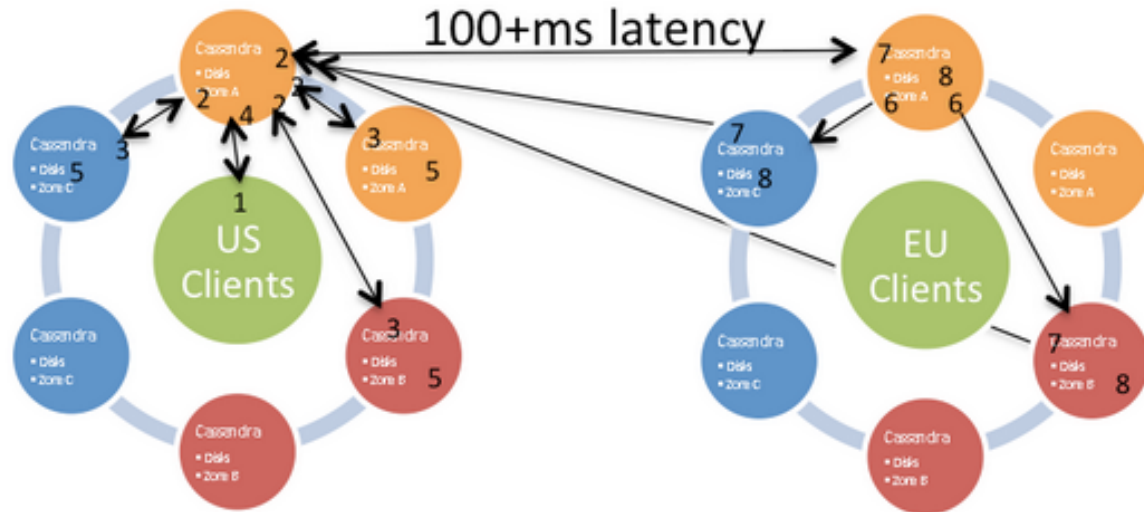 100+ms latency
Cassandra
• Disks
• Zone A
2
2
4
2
2
7
8
6
6
Cassandra
• Disks
• Zone A
Cassandra
• Disks
• Zone C
3
5
3
5
Cassandra
• Disks
• Zone A
7
8
Cassandra
• Disks
• Zone C
Cassandra
• Disks
• Zone A
1
US
Clients
EU
Clients
Cassandra
• Disks
• Zone C
3
5
Cassandra
• Disks
• Zone B
Cassandra
• Disks
• Zone C
7
8
Cassandra
• Disks
• Zone B
Cassandra
• Disks
• Zone B
Cassandra
• Disks
• Zone B